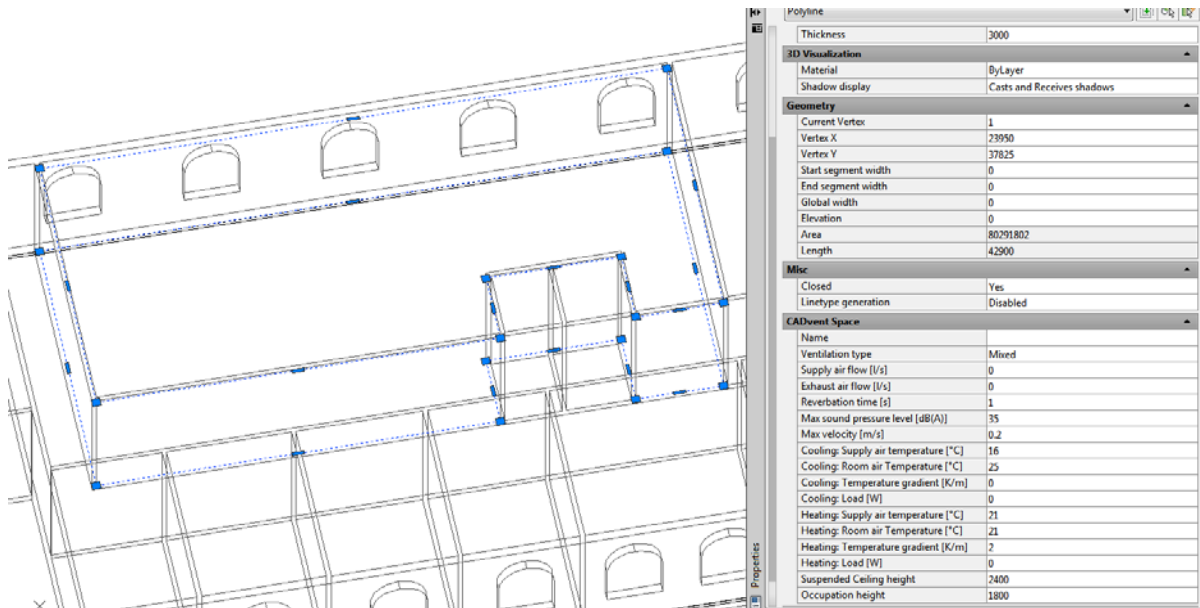 Polyline
Thickness 3000
3D Visualization
Material ByLayer
Shadow display Casts and Receives shadows
Geometry
Current Vertex 1
Vertex X 23950
Vertex Y 37825
Start segment width 0
End segment width 0
Global width 0
Elevation 0
Area 80291802
Length 42900
Misc
Closed Yes
Linetype generation Disabled
CADvent Space
Name
Ventilation type Mixed
Supply air flow [l/s] 0
Exhaust air flow [l/s] 0
Reverbation time [s] 1
Max sound pressure level [dB(A)] 35
Max velocity [m/s] 0.2
Cooling: Supply air temperature [°C] 16
Cooling: Room air Temperature [°C] 25
Cooling: Temperature gradient [K/m] 0
Cooling: Load [W] 0
Heating: Supply air temperature [°C] 21
Heating: Room air Temperature [°C] 21
Heating: Temperature gradient [K/m] 2
Heating: Load [W] 0
Suspended Ceiling height 2400
Occupation height 1800
Properties